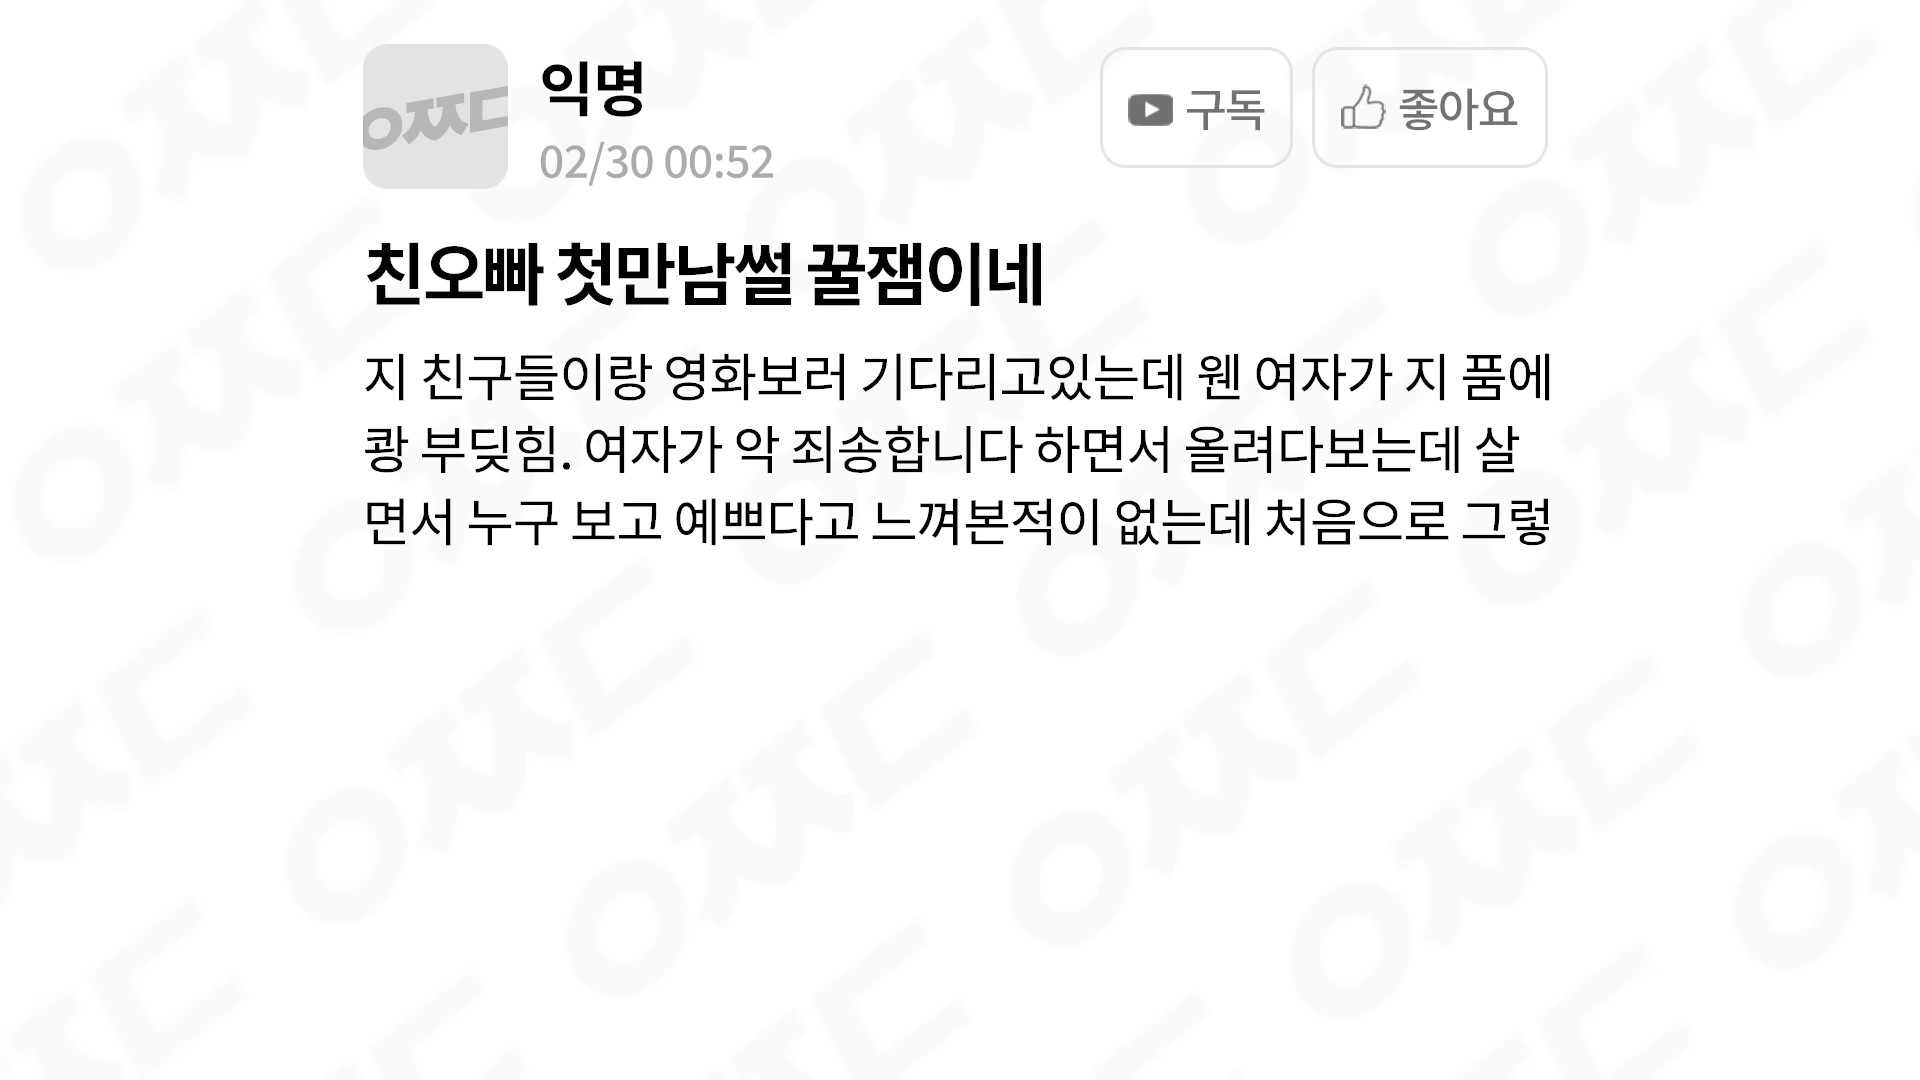 어쩌다
익명
02/30 00:52
구독
좋아요
친오빠 첫만남썰 꿀잼이네
지 친구들이랑 영화보러 기다리고있는데 웬 여자가 지 품에
쾅 부딪힘. 여자가 악 죄송합니다 하면서 올려다보는데 살
면서 누구 보고 예쁘다고 느껴본적이 없는데 처음으로 그렇